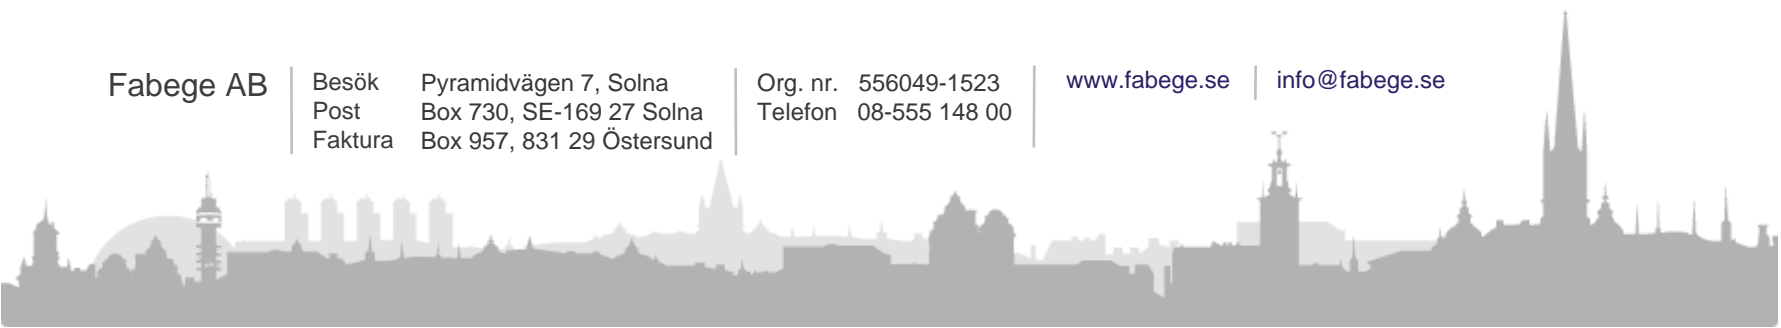 Fabege AB
Besök Pyramidvägen 7, Solna
Post Box 730, SE-169 27 Solna
Faktura Box 957, 831 29 Östersund
Org. nr. 556049-1523
Telefon 08-555 148 00
www.fabege.se
info@fabege.se